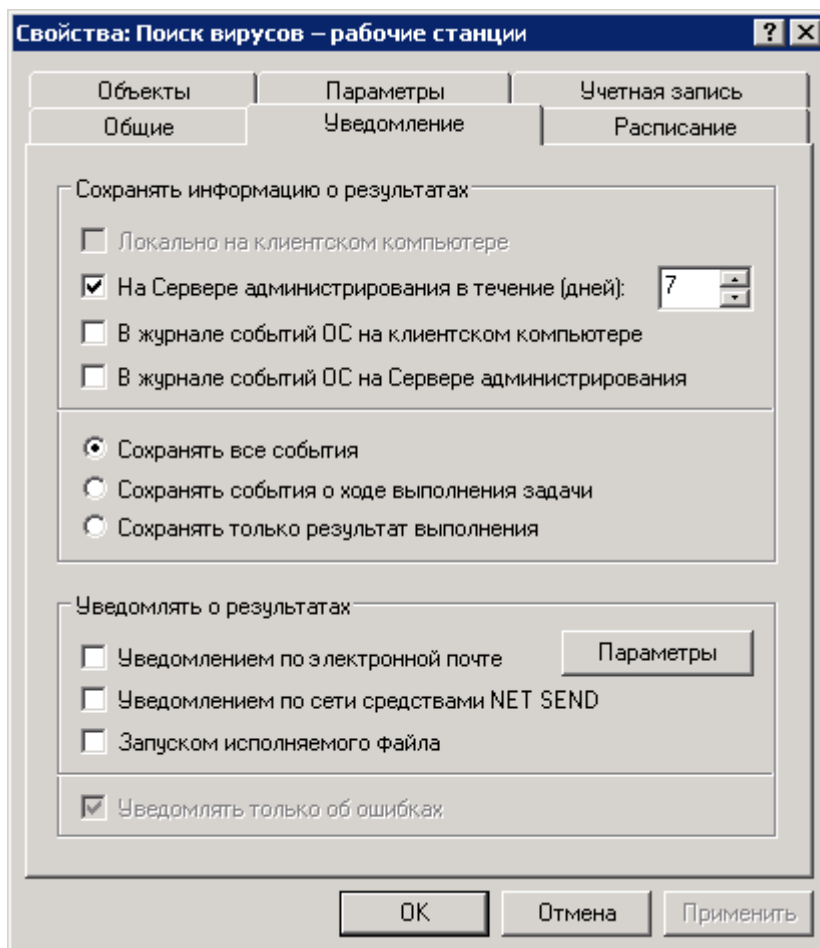 Свойства: Поиск вирусов – рабочие станции
Объекты Параметры Учетная запись
Общие Уведомление Расписание
Сохранять информацию о результатах
Локально на клиентском компьютере
На Сервере администрирования в течение (дней): 7
В журнале событий ОС на клиентском компьютере
В журнале событий ОС на Сервере администрирования
Сохранять все события
Сохранять события о ходе выполнения задачи
Сохранять только результат выполнения
Уведомлять о результатах
Уведомлением по электронной почте Параметры
Уведомлением по сети средствами NET SEND
Запуском исполняемого файла
Уведомлять только об ошибках
OK Отмена Применить